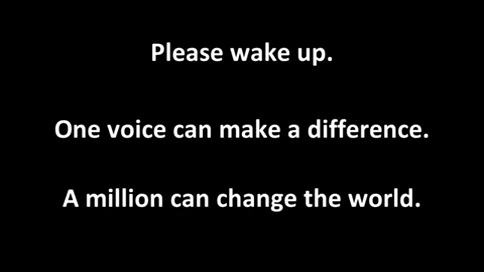 Please wake up.
One voice can make a difference.
A million can change the world.